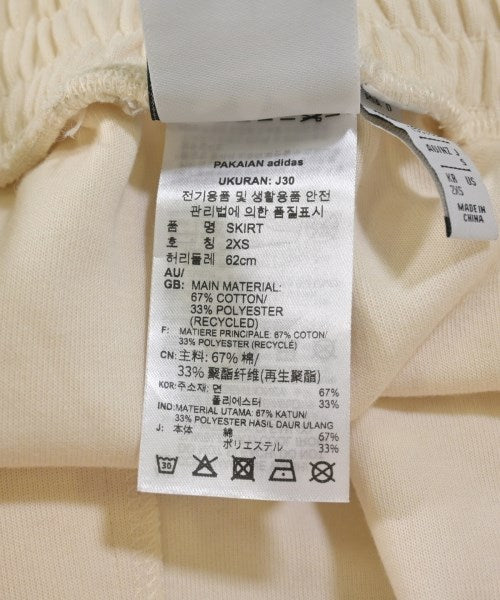 PAKAIAN adidas
UKURAN: J30
전기용품 및 생활용품 안전
관리법에 의한 품질표시
품 명 SKIRT
호 칭 2XS
허리둘레 62cm
AU/
GB: MAIN MATERIAL:
67% COTTON/
33% POLYESTER
(RECYCLED)
F: MATIERE PRINCIPALE: 67% COTON/
33% POLYESTER (RECYCLÉ)
CN: 主料: 67% 棉/
33% 聚酯纤维(再生聚酯)
KOR: 주소재: 면 67%
폴리에스터 33%
IND: MATERIAL UTAMA: 67% KATUN/
33% POLYESTER HASIL DAUR ULANG
J: 本体 綿 67%
ポリエステル 33%
30
AU/NZ
S
KR US
2XS
MADE IN
CHINA